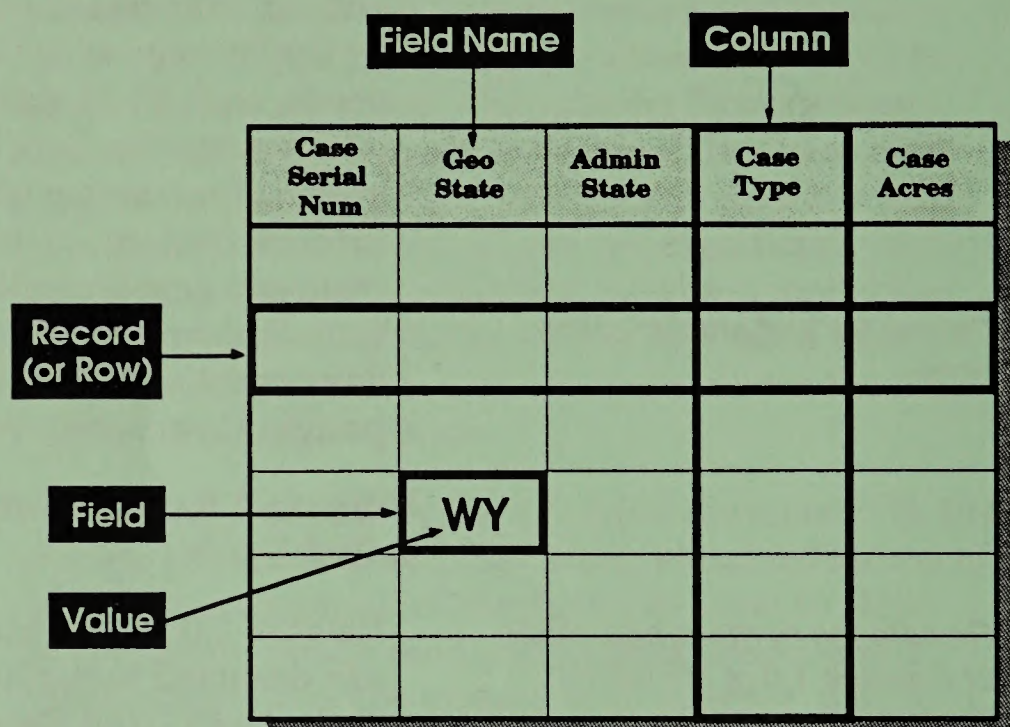 Field Name
Column
Case
Serial
Num
Geo
State
Admin
State
Case
Type
Case
Acres
Record
(or Row)
Field
WY
Value